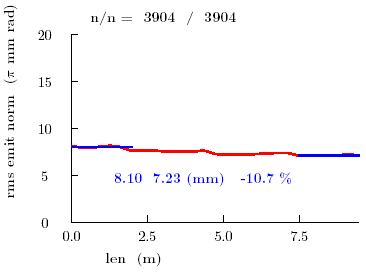 n/n = 3904 / 3904
rms emit norm (π mm rad)
20
15
10
5
0
8.10 7.23 (mm) -10.7 %
0.0 2.5 5.0 7.5
len (m)